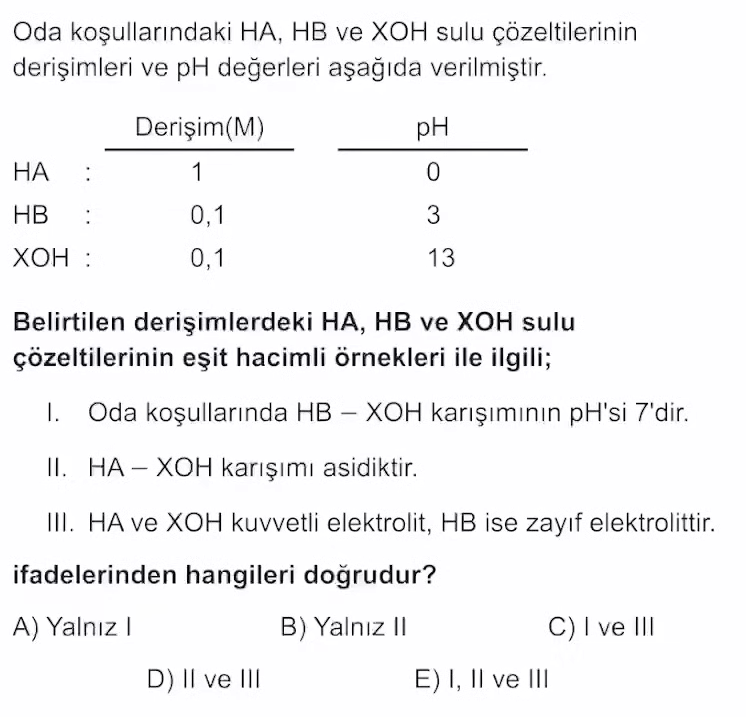 Oda koşullarındaki HA, HB ve XOH sulu çözeltilerinin
derişimleri ve pH değerleri aşağıda verilmiştir.
Derişim(M) pH
HA : 1 0
HB : 0,1 3
XOH : 0,1 13
Belirtilen derişimlerdeki HA, HB ve XOH sulu
çözeltilerinin eşit hacimli örnekleri ile ilgili;
I. Oda koşullarında HB – XOH karışımının pH'si 7'dir.
II. HA – XOH karışımı asidiktir.
III. HA ve XOH kuvvetli elektrolit, HB ise zayıf elektrolittir.
ifadelerinden hangileri doğrudur?
A) Yalnız I B) Yalnız II C) I ve III
D) II ve III E) I, II ve III